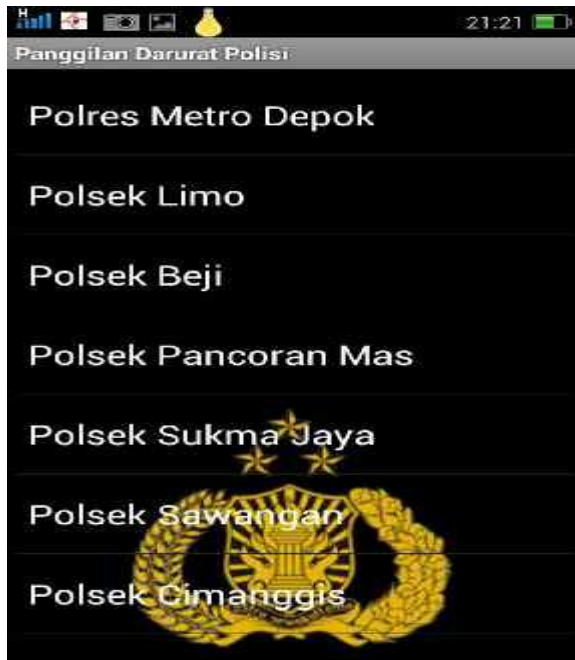 H
21:21
Panggilan Darurat Polisi
Polres Metro Depok
Polsek Limo
Polsek Beji
Polsek Pancoran Mas
Polsek Sukma Jaya
Polsek Sawangan
Polsek Cimanggis